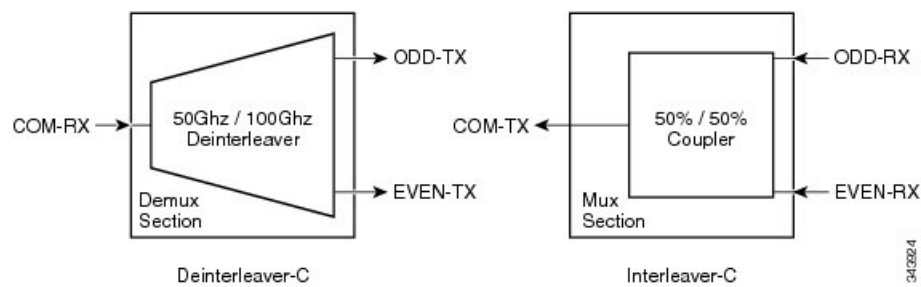 COM-RX
50Ghz / 100Ghz
Deinterleaver
ODD-TX
EVEN-TX
Demux
Section
Deinterleaver-C
COM-TX
50% / 50%
Coupler
ODD-RX
EVEN-RX
Mux
Section
Interleaver-C
343924